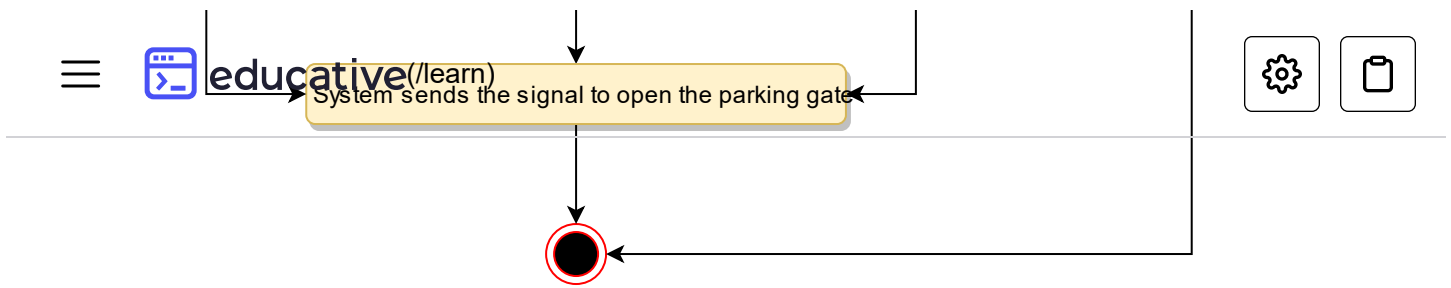 educative(/learn)
System sends the signal to open the parking gate